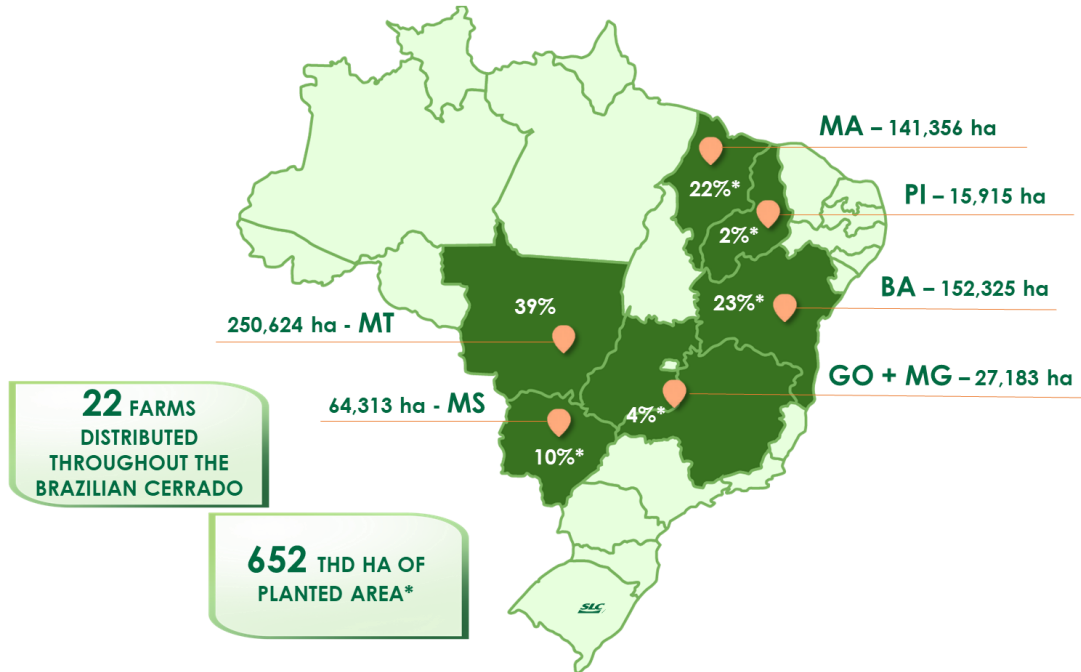 MA – 141,356 ha
22%*
PI – 15,915 ha
2%*
BA – 152,325 ha
23%*
39%
250,624 ha - MT
GO + MG – 27,183 ha
4%*
64,313 ha - MS
10%*
22 FARMS
DISTRIBUTED
THROUGHOUT THE
BRAZILIAN CERRADO
652 THD HA OF
PLANTED AREA*
SLC